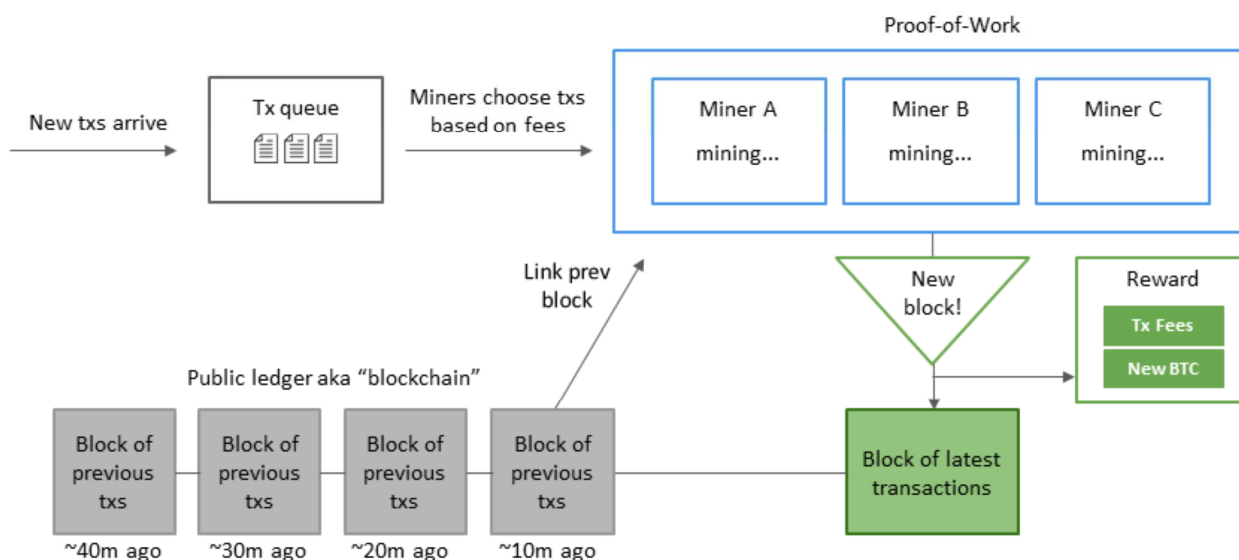 Proof-of-Work
New txs arrive
Tx queue
Miners choose txs
based on fees
Miner A
mining...
Miner B
mining...
Miner C
mining...
Link prev
block
New
block!
Reward
Tx Fees
New BTC
Public ledger aka “blockchain”
Block of
previous
txs
Block of
previous
txs
Block of
previous
txs
Block of
previous
txs
Block of latest
transactions
~40m ago
~30m ago
~20m ago
~10m ago